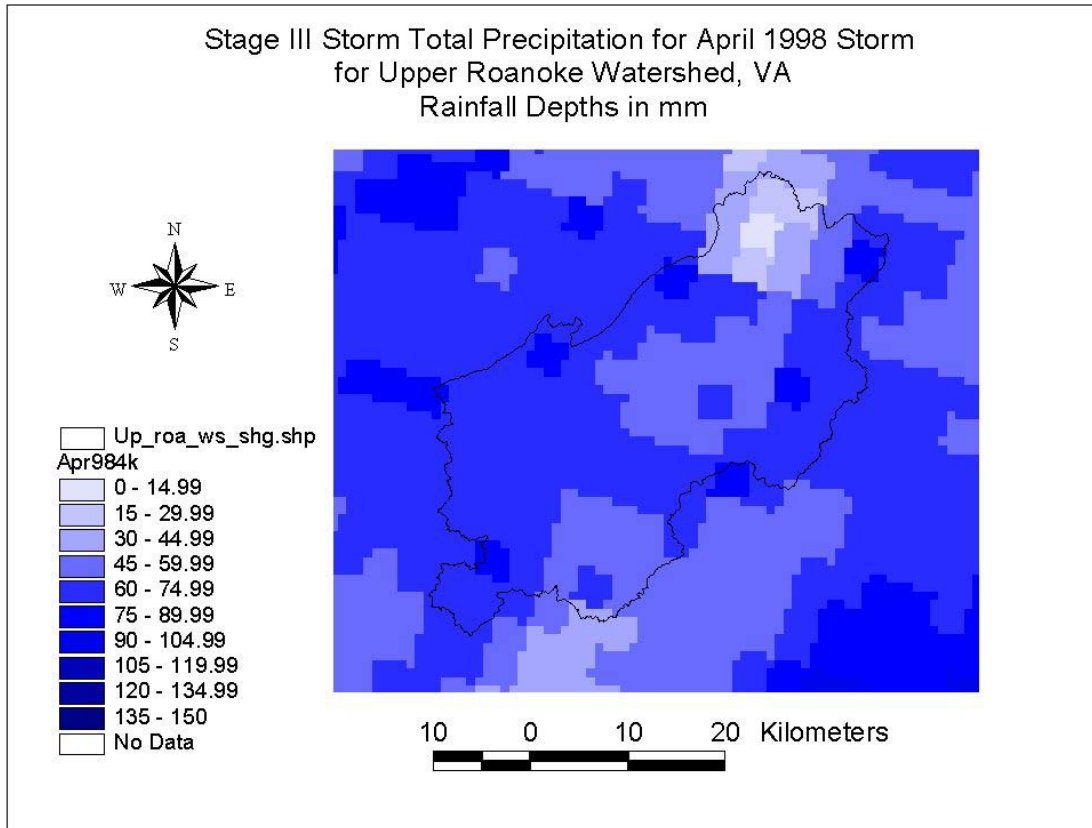 Stage III Storm Total Precipitation for April 1998 Storm
for Upper Roanoke Watershed, VA
Rainfall Depths in mm
N
W E
S
Up_roa_ws_shg.shp
Apr984k
0 - 14.99
15 - 29.99
30 - 44.99
45 - 59.99
60 - 74.99
75 - 89.99
90 - 104.99
105 - 119.99
120 - 134.99
135 - 150
No Data
10 0 10 20 Kilometers